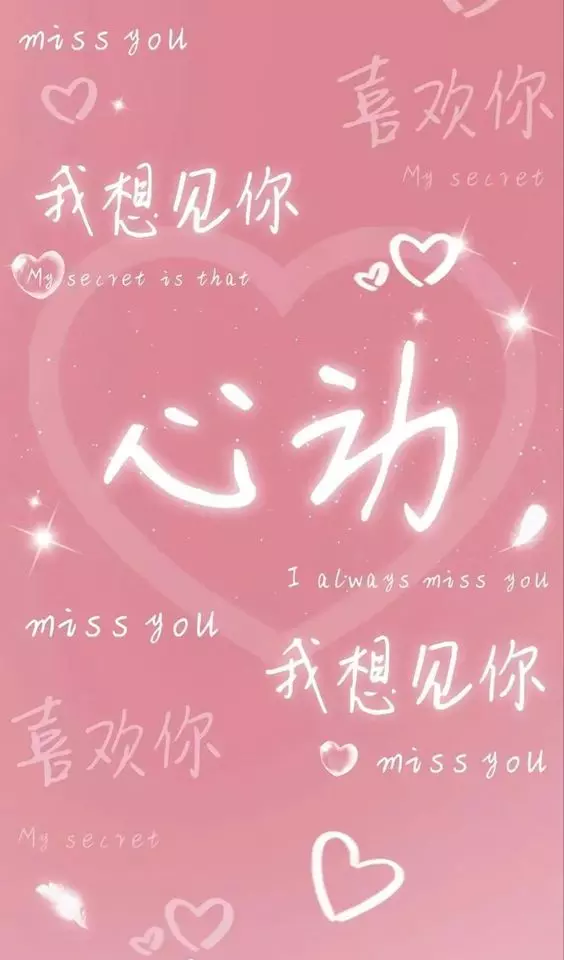 miss you
喜欢你
My secret
我想见你
My secret is that
心动
I always miss you
miss you
我想见你
喜欢你
miss you
My secret